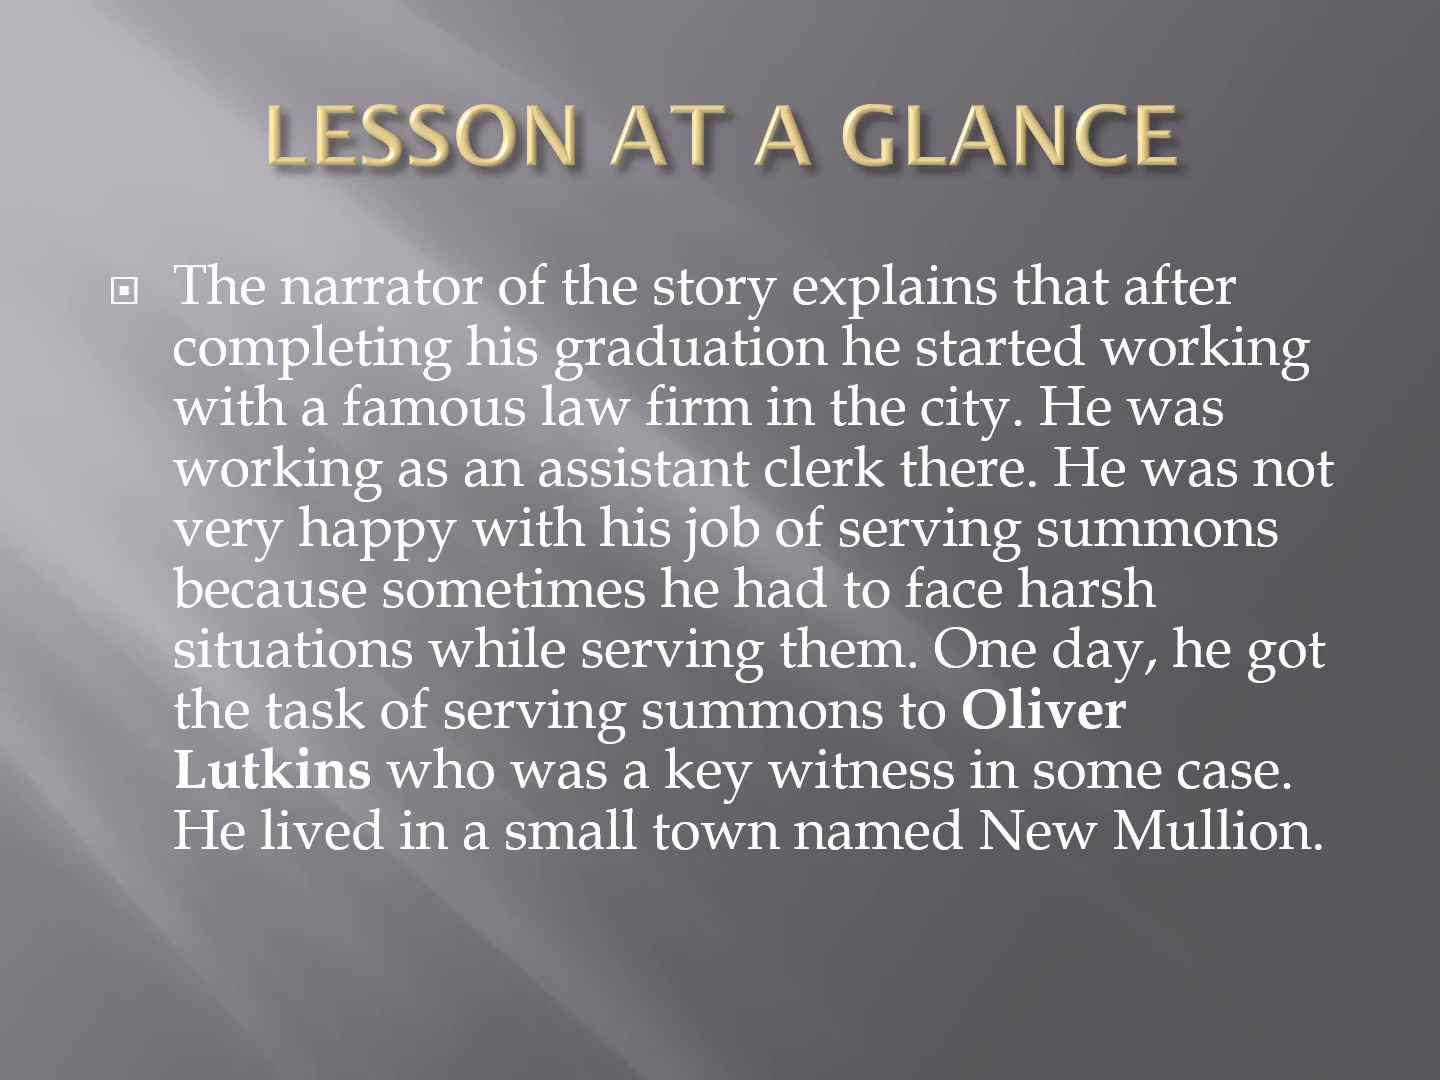 LESSON AT A GLANCE
The narrator of the story explains that after
completing his graduation he started working
with a famous law firm in the city. He was
working as an assistant clerk there. He was not
very happy with his job of serving summons
because sometimes he had to face harsh
situations while serving them. One day, he got
the task of serving summons to Oliver
Lutkins who was a key witness in some case.
He lived in a small town named New Mullion.